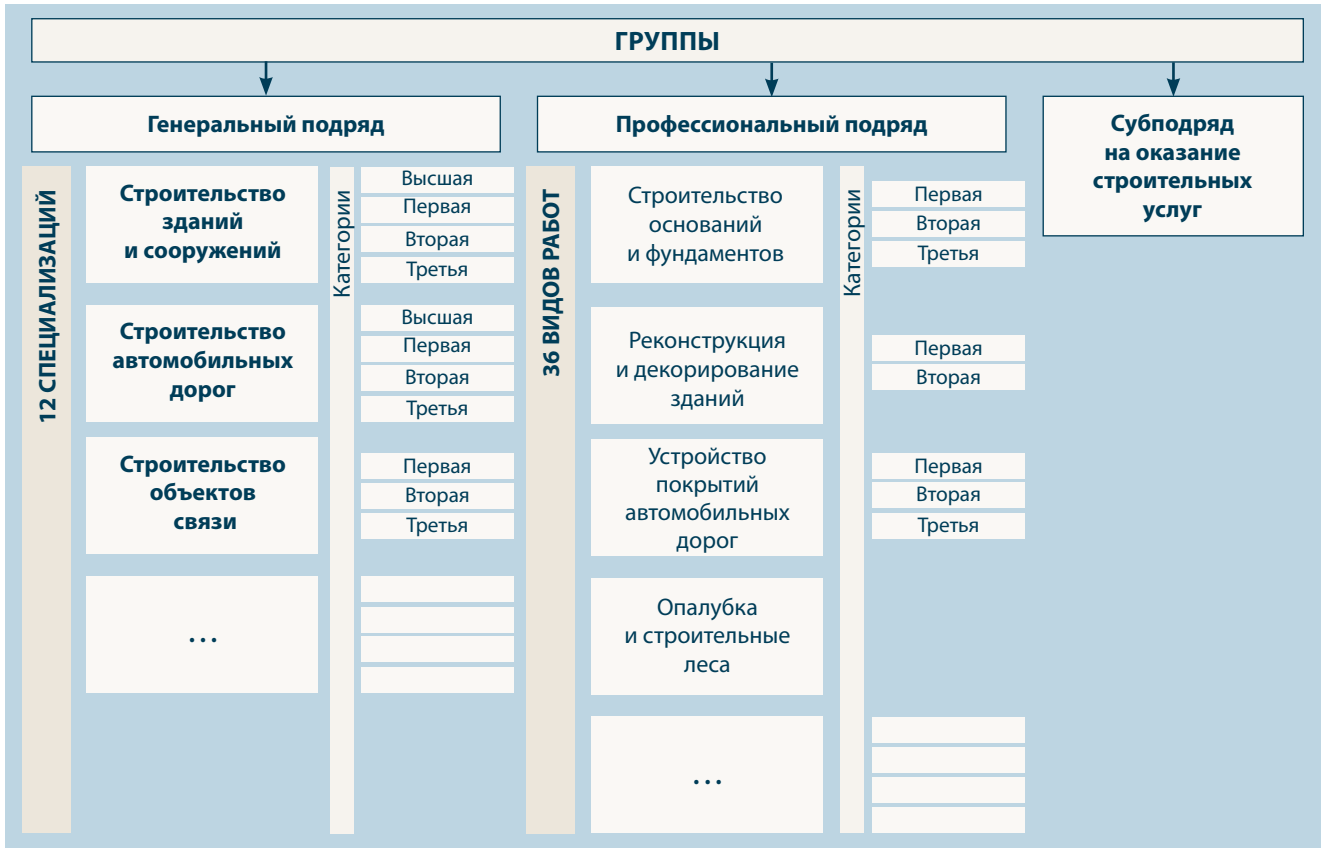 ГРУППЫ
Генеральный подряд
12 СПЕЦИАЛИЗАЦИЙ
Строительство
зданий
и сооружений
Категории
Высшая
Первая
Вторая
Третья
Строительство
автомобильных
дорог
Высшая
Первая
Вторая
Третья
Строительство
объектов
связи
Первая
Вторая
Третья
...
Профессиональный подряд
36 ВИДОВ РАБОТ
Строительство
оснований
и фундаментов
Категории
Первая
Вторая
Третья
Реконструкция
и декорирование
зданий
Первая
Вторая
Устройство
покрытий
автомобильных
дорог
Первая
Вторая
Третья
Опалубка
и строительные
леса
...
Субподряд
на оказание
строительных
услуг